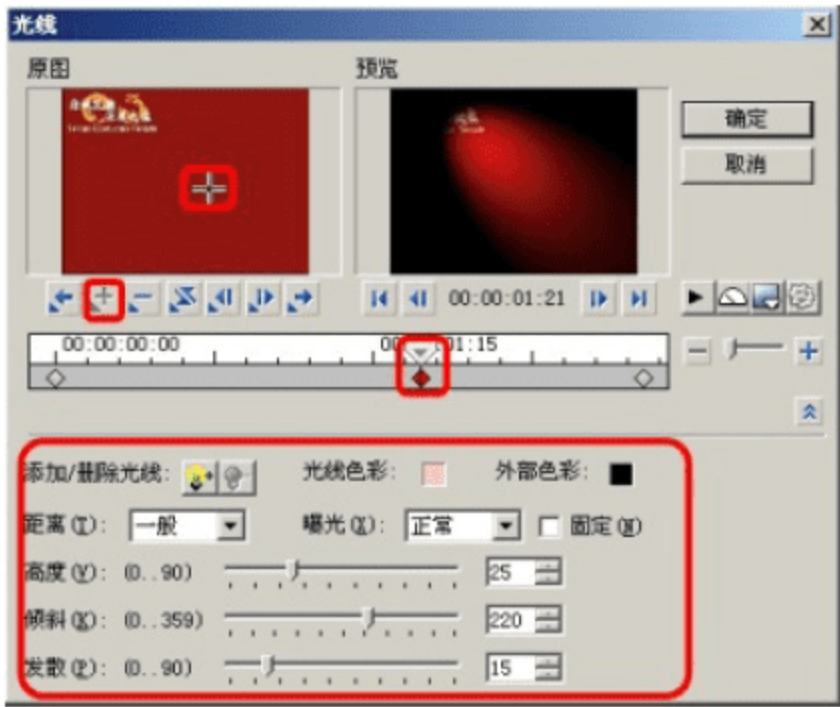 光线
原图
预览
确定
取消
00:00:01:21
00:00:00:00
01:15
添加/删除光线:
光线色彩:
外部色彩:
距离(T): 一般
曝光(X): 正常
固定(N)
高度(Y): (0..90) 25
倾斜(K): (0..359) 220
发散(P): (0..90) 15